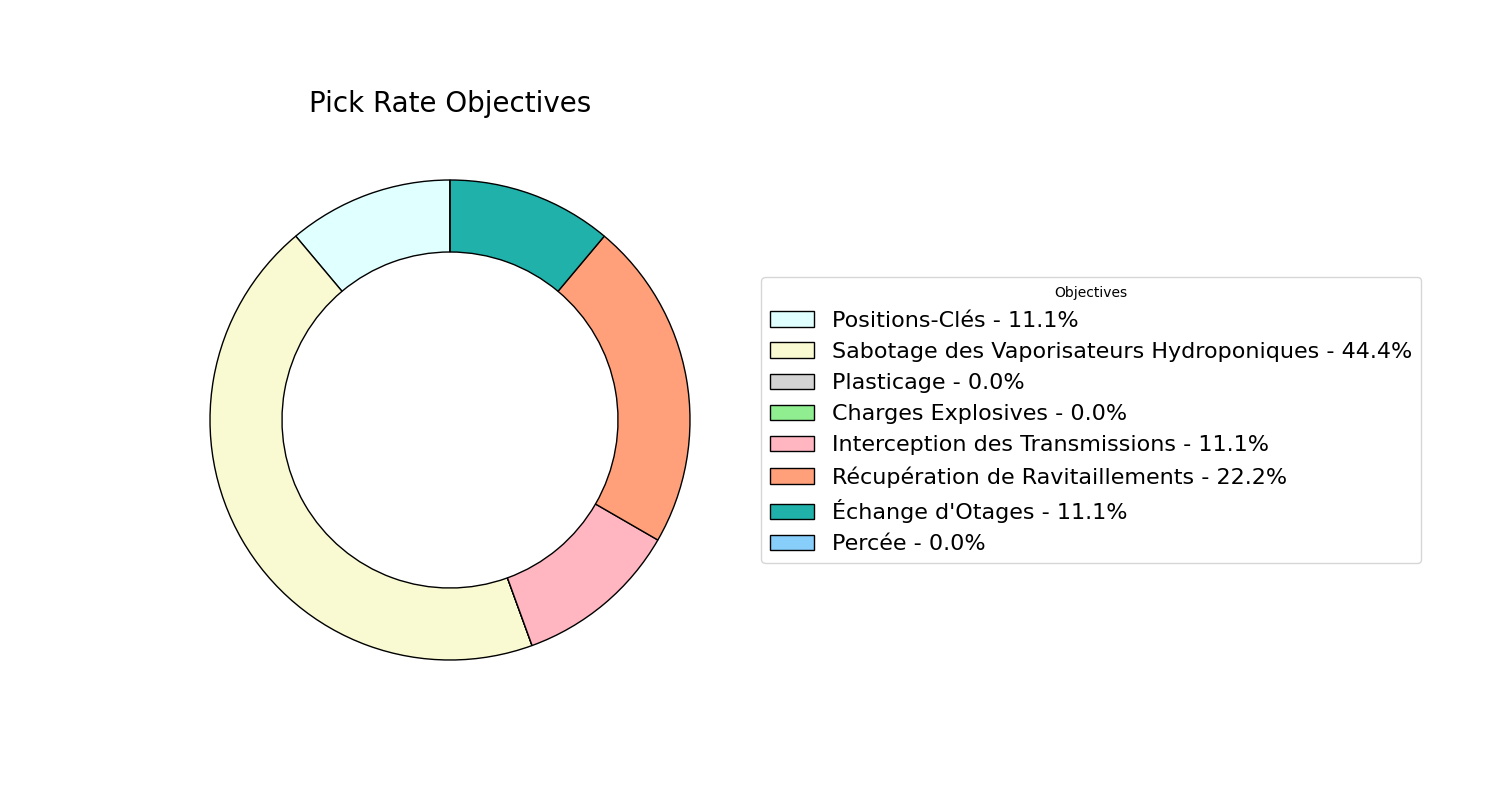 Pick Rate Objectives
Objectives
Positions-Clés - 11.1%
Sabotage des Vaporisateurs Hydroponiques - 44.4%
Plasticage - 0.0%
Charges Explosives - 0.0%
Interception des Transmissions - 11.1%
Récupération de Ravitaillements - 22.2%
Échange d'Otages - 11.1%
Percée - 0.0%